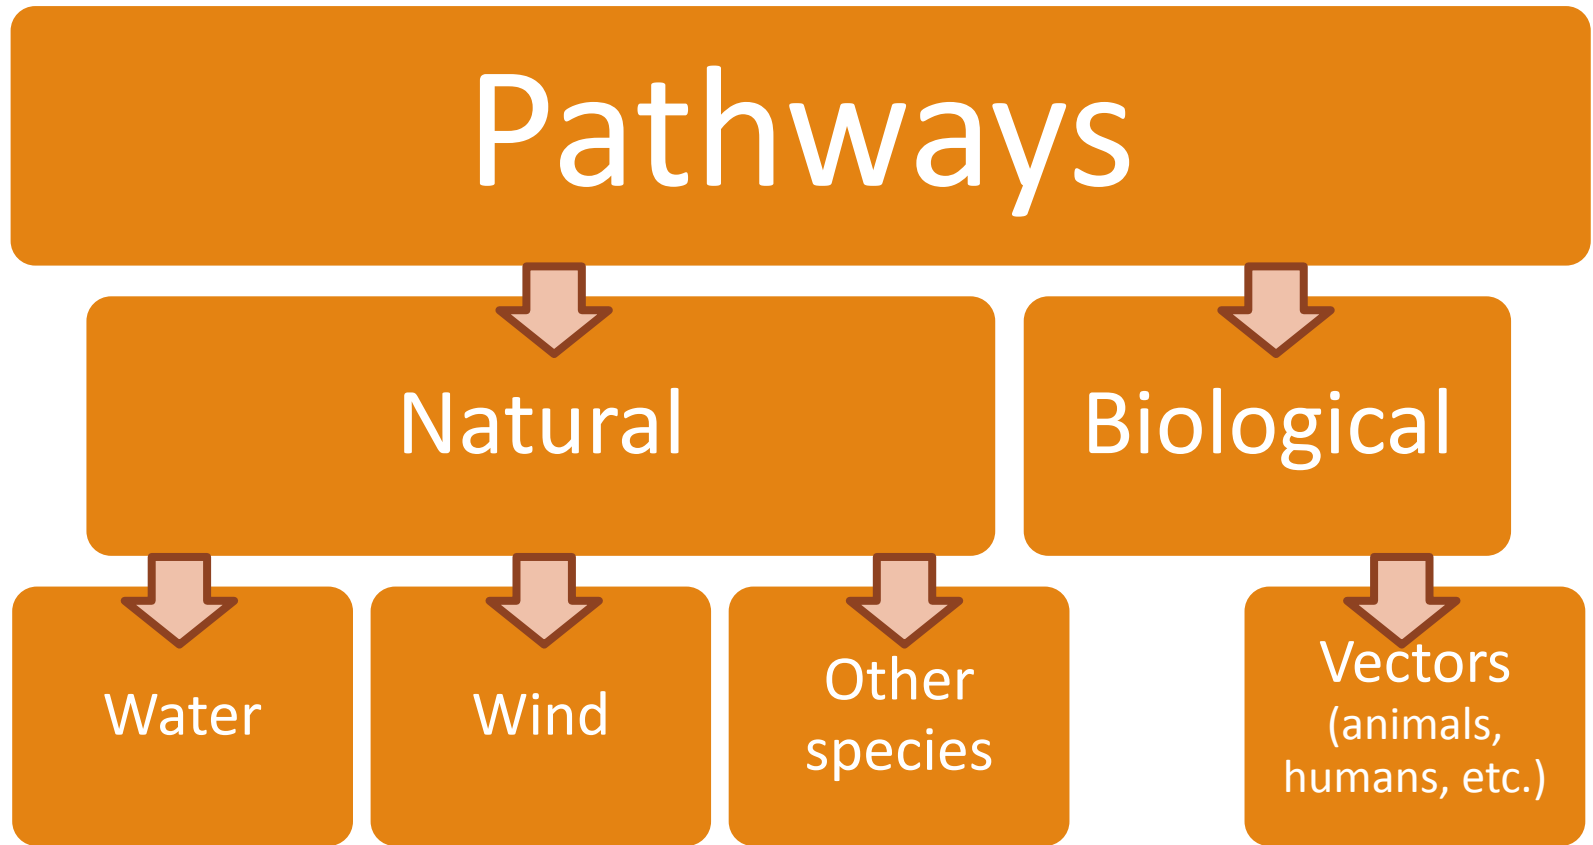 Pathways
Natural
Biological
Water
Wind
Other
species
Vectors
(animals,
humans, etc.)